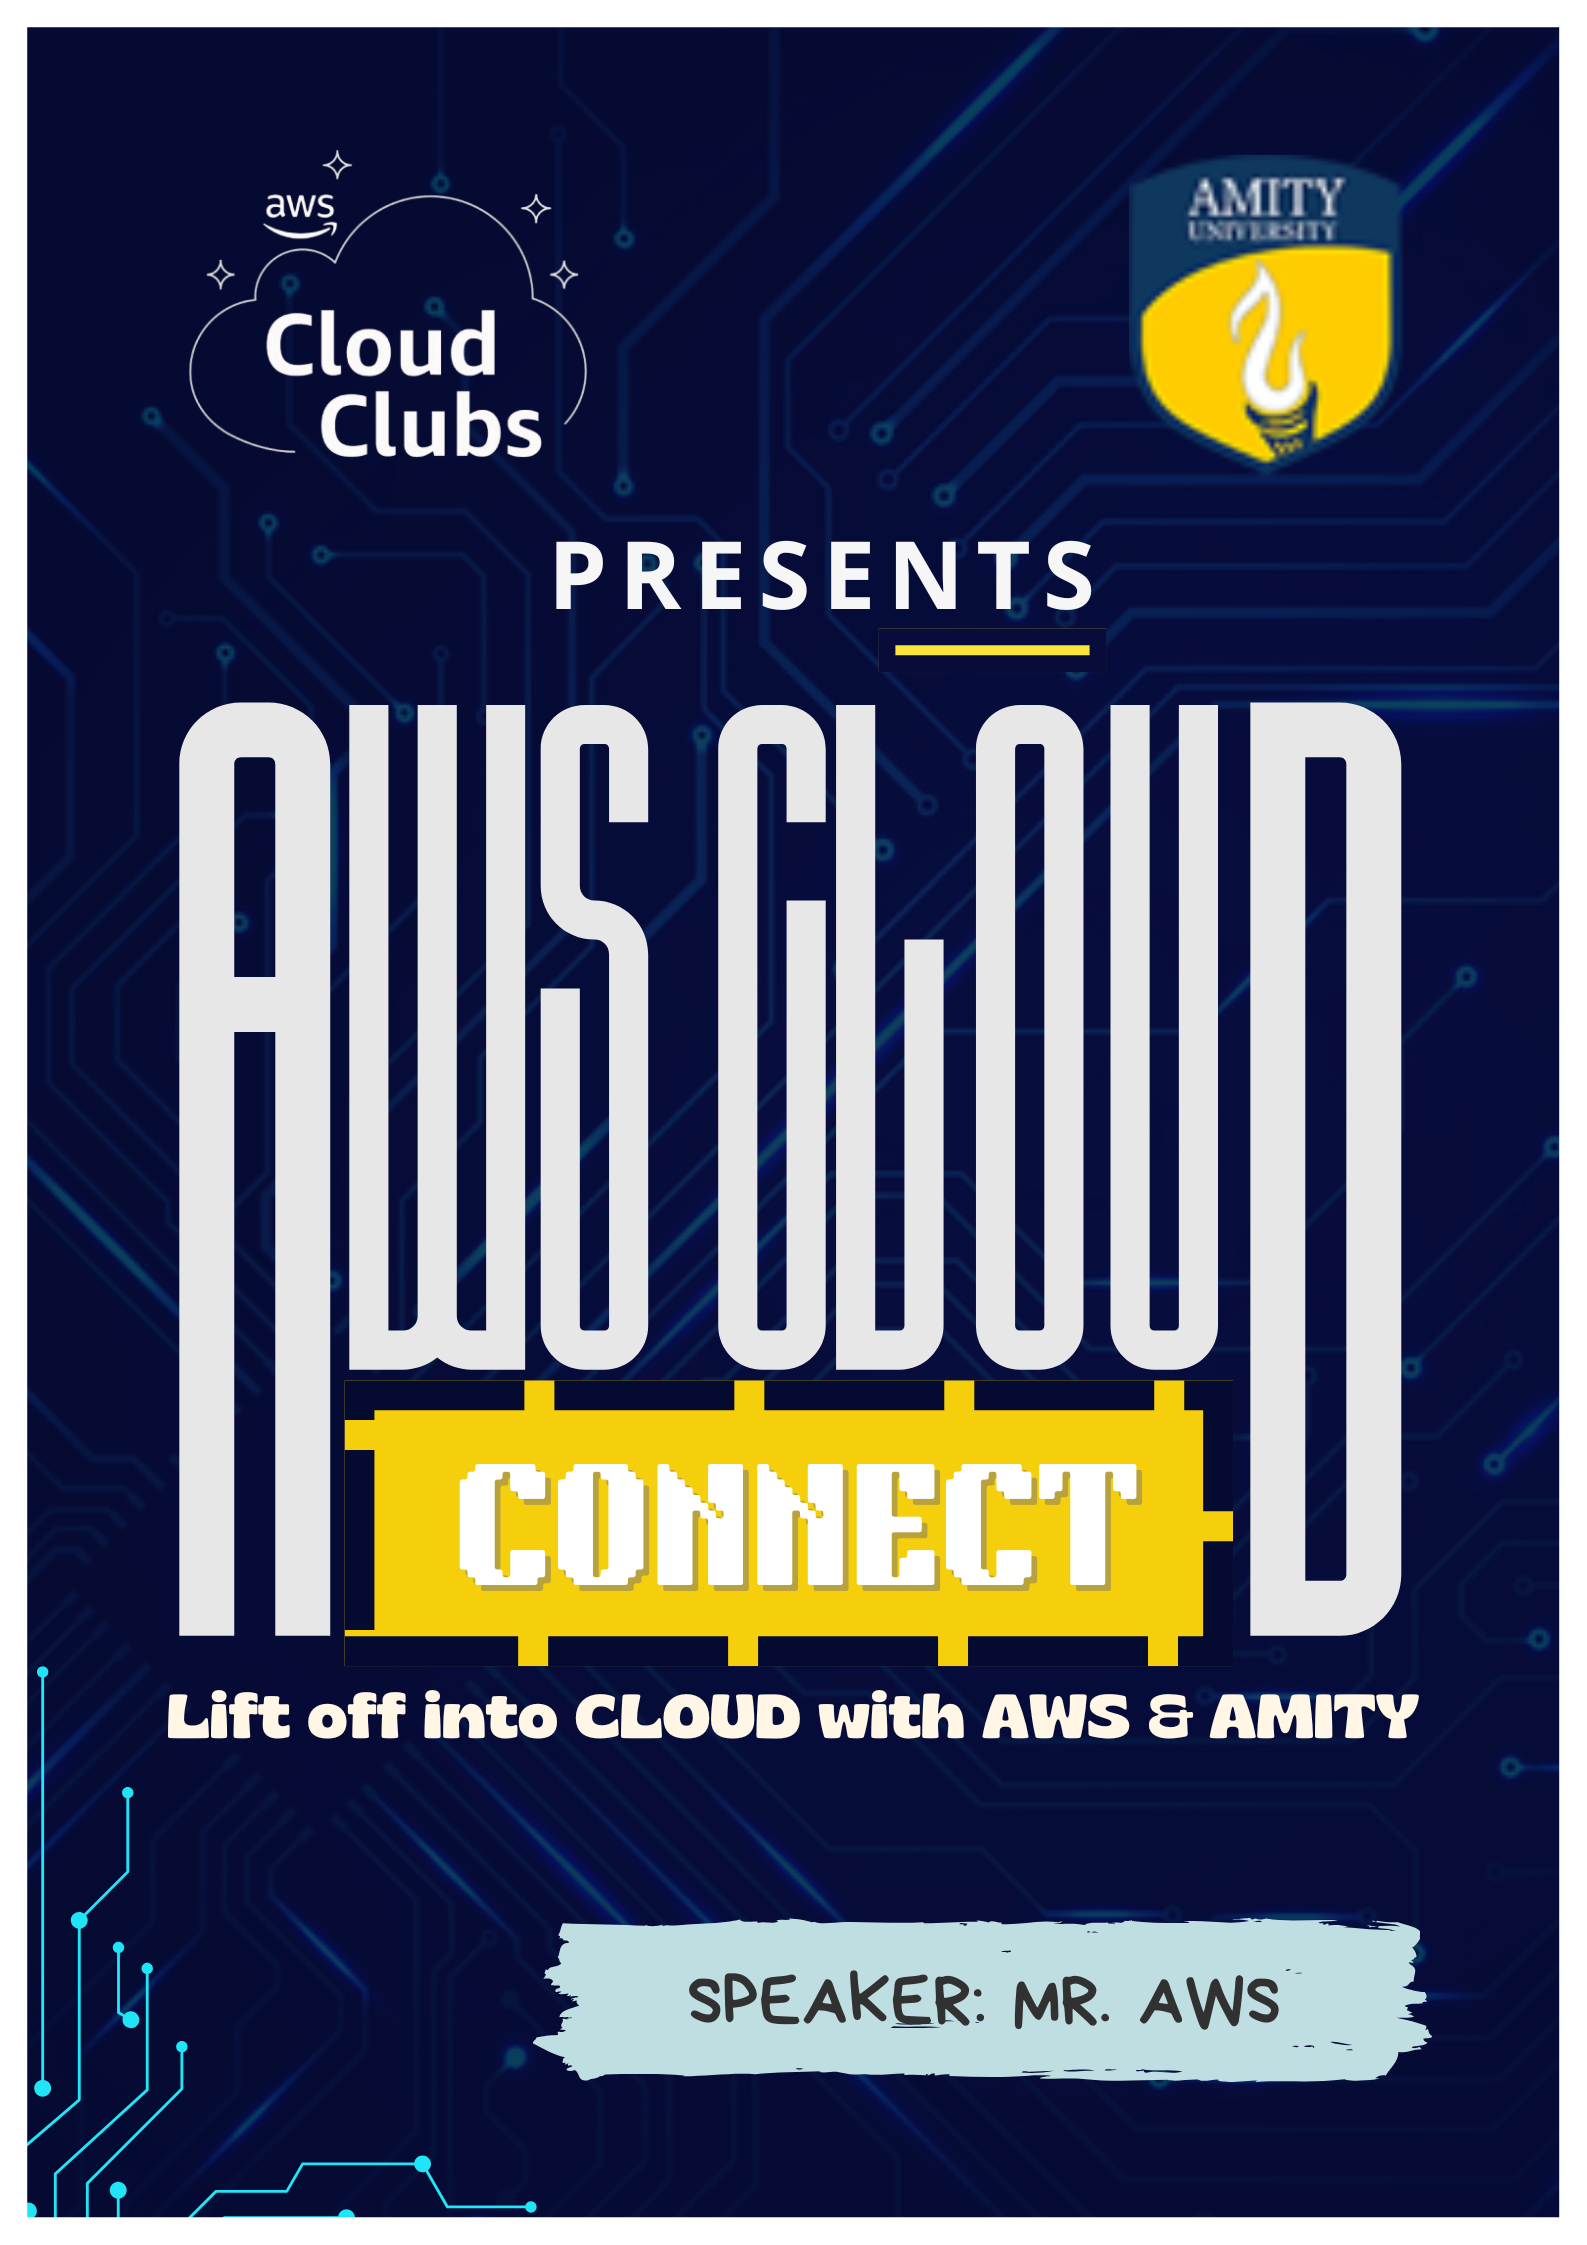 aws
Cloud
Clubs
AMITY
UNIVERSITY
PRESENTS
AWS CLOUD
CONNECT
Lift off into CLOUD with AWS & AMITY
SPEAKER: MR. AWS